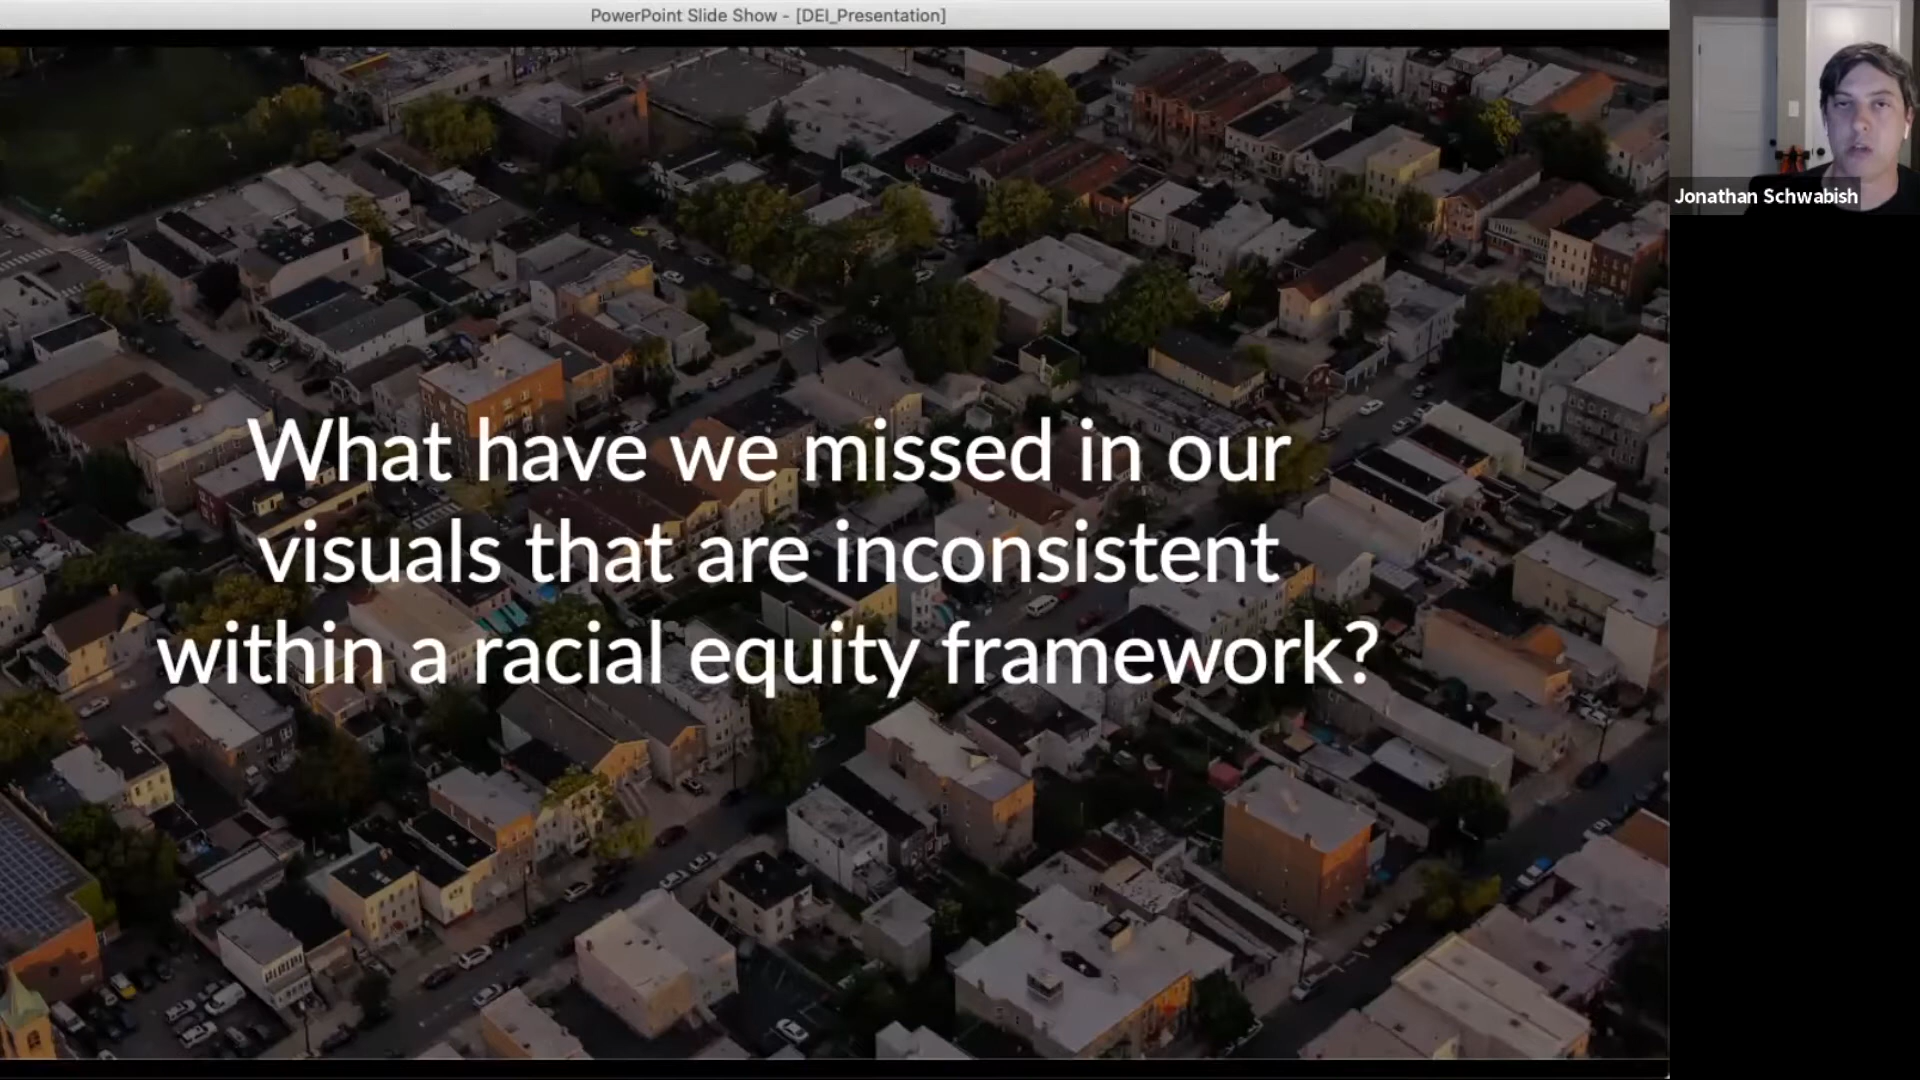 PowerPoint Slide Show - [DEI_Presentation]
Jonathan Schwabish
What have we missed in our
visuals that are inconsistent
within a racial equity framework?